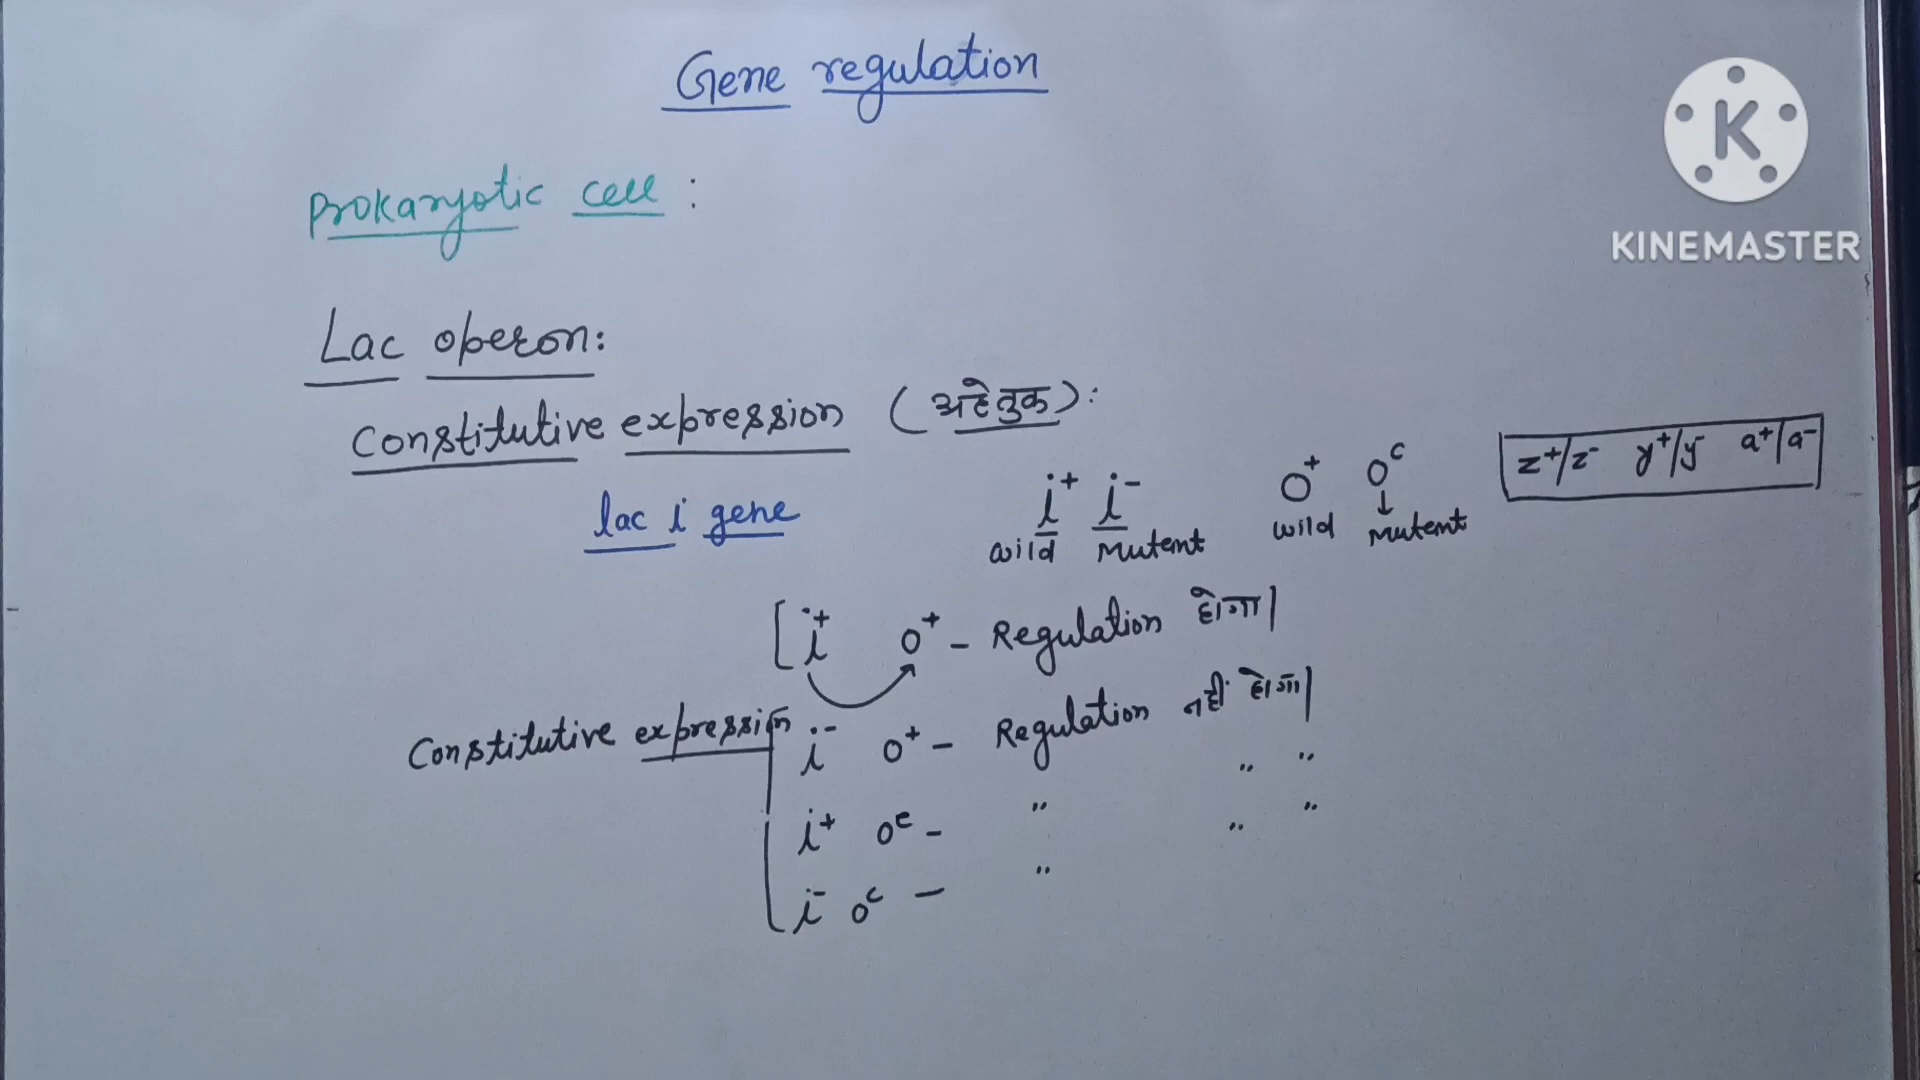 Gene regulation
K
KINEMASTER
Prokaryotic cell :
Lac operon:
Constitutive expression (अहेतुक):
lac i gene
i⁺ i⁻
wild Mutent
O⁺ Oᶜ
wild Mutent
z⁺/z⁻ y⁺/y⁻ a⁺/a⁻
i⁺ o⁺ – Regulation होगा|
Constitutive expression
i⁻ o⁺ – Regulation नही होगा|
i⁺ oᶜ – " " "
i⁻ oᶜ – " " "